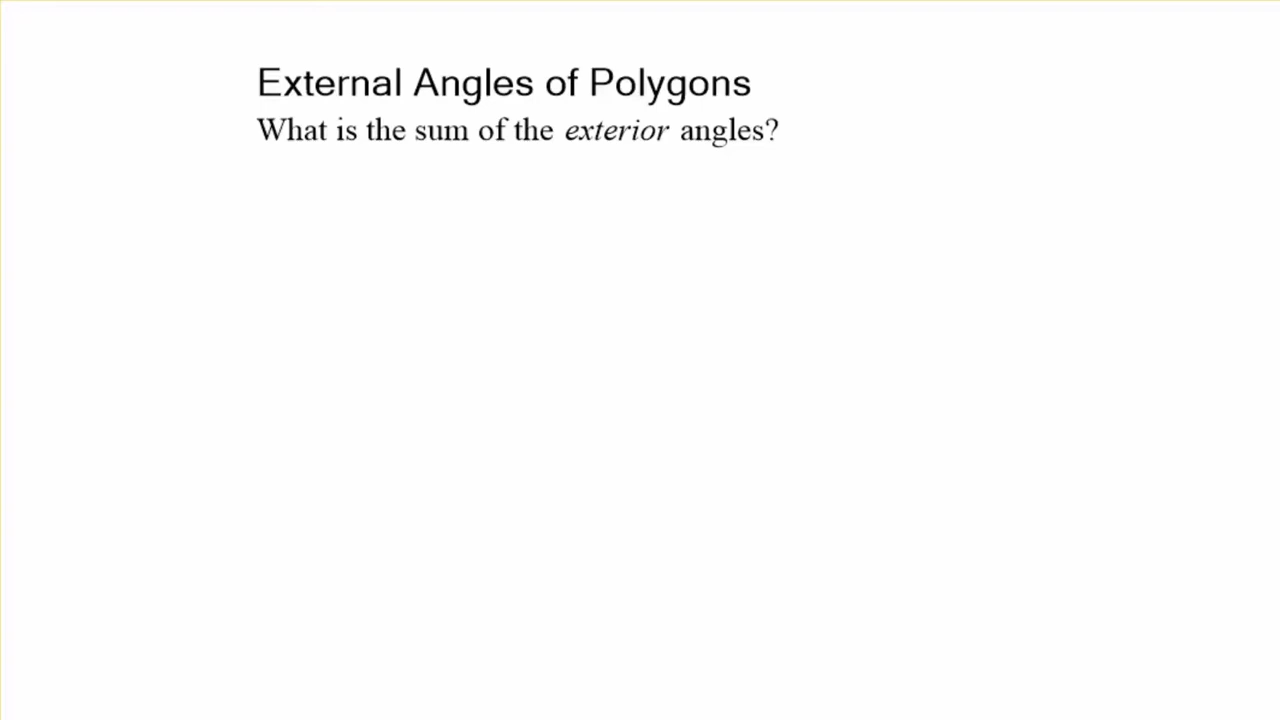 External Angles of Polygons
What is the sum of the exterior angles?